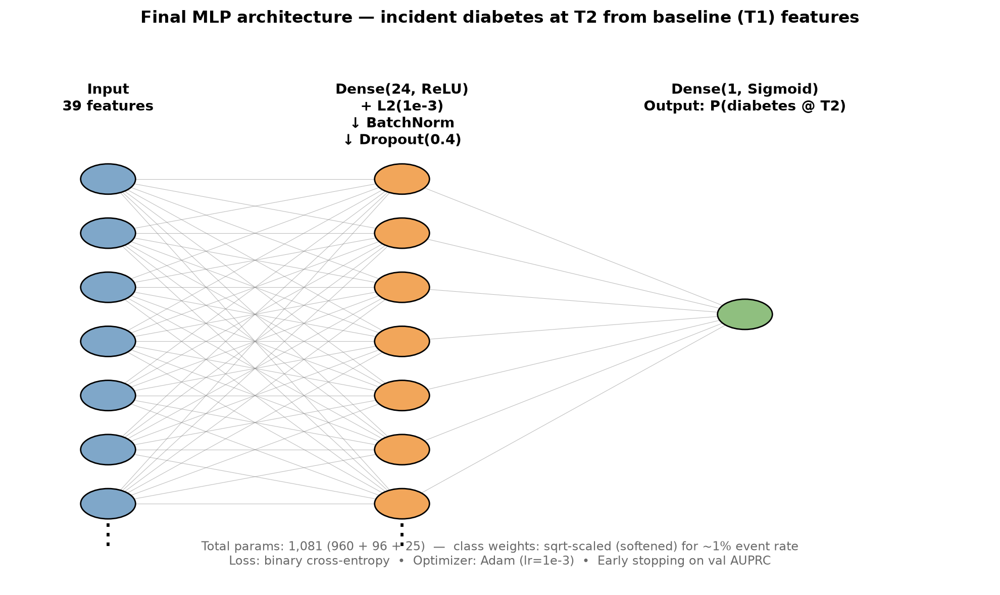 Final MLP architecture — incident diabetes at T2 from baseline (T1) features
Input
39 features
Dense(24, ReLU)
+ L2(1e-3)
↓ BatchNorm
↓ Dropout(0.4)
Dense(1, Sigmoid)
Output: P(diabetes @ T2)
Total params: 1,081 (960 + 96 + 25)  —  class weights: sqrt-scaled (softened) for ~1% event rate
Loss: binary cross-entropy  •  Optimizer: Adam (lr=1e-3)  •  Early stopping on val AUPRC